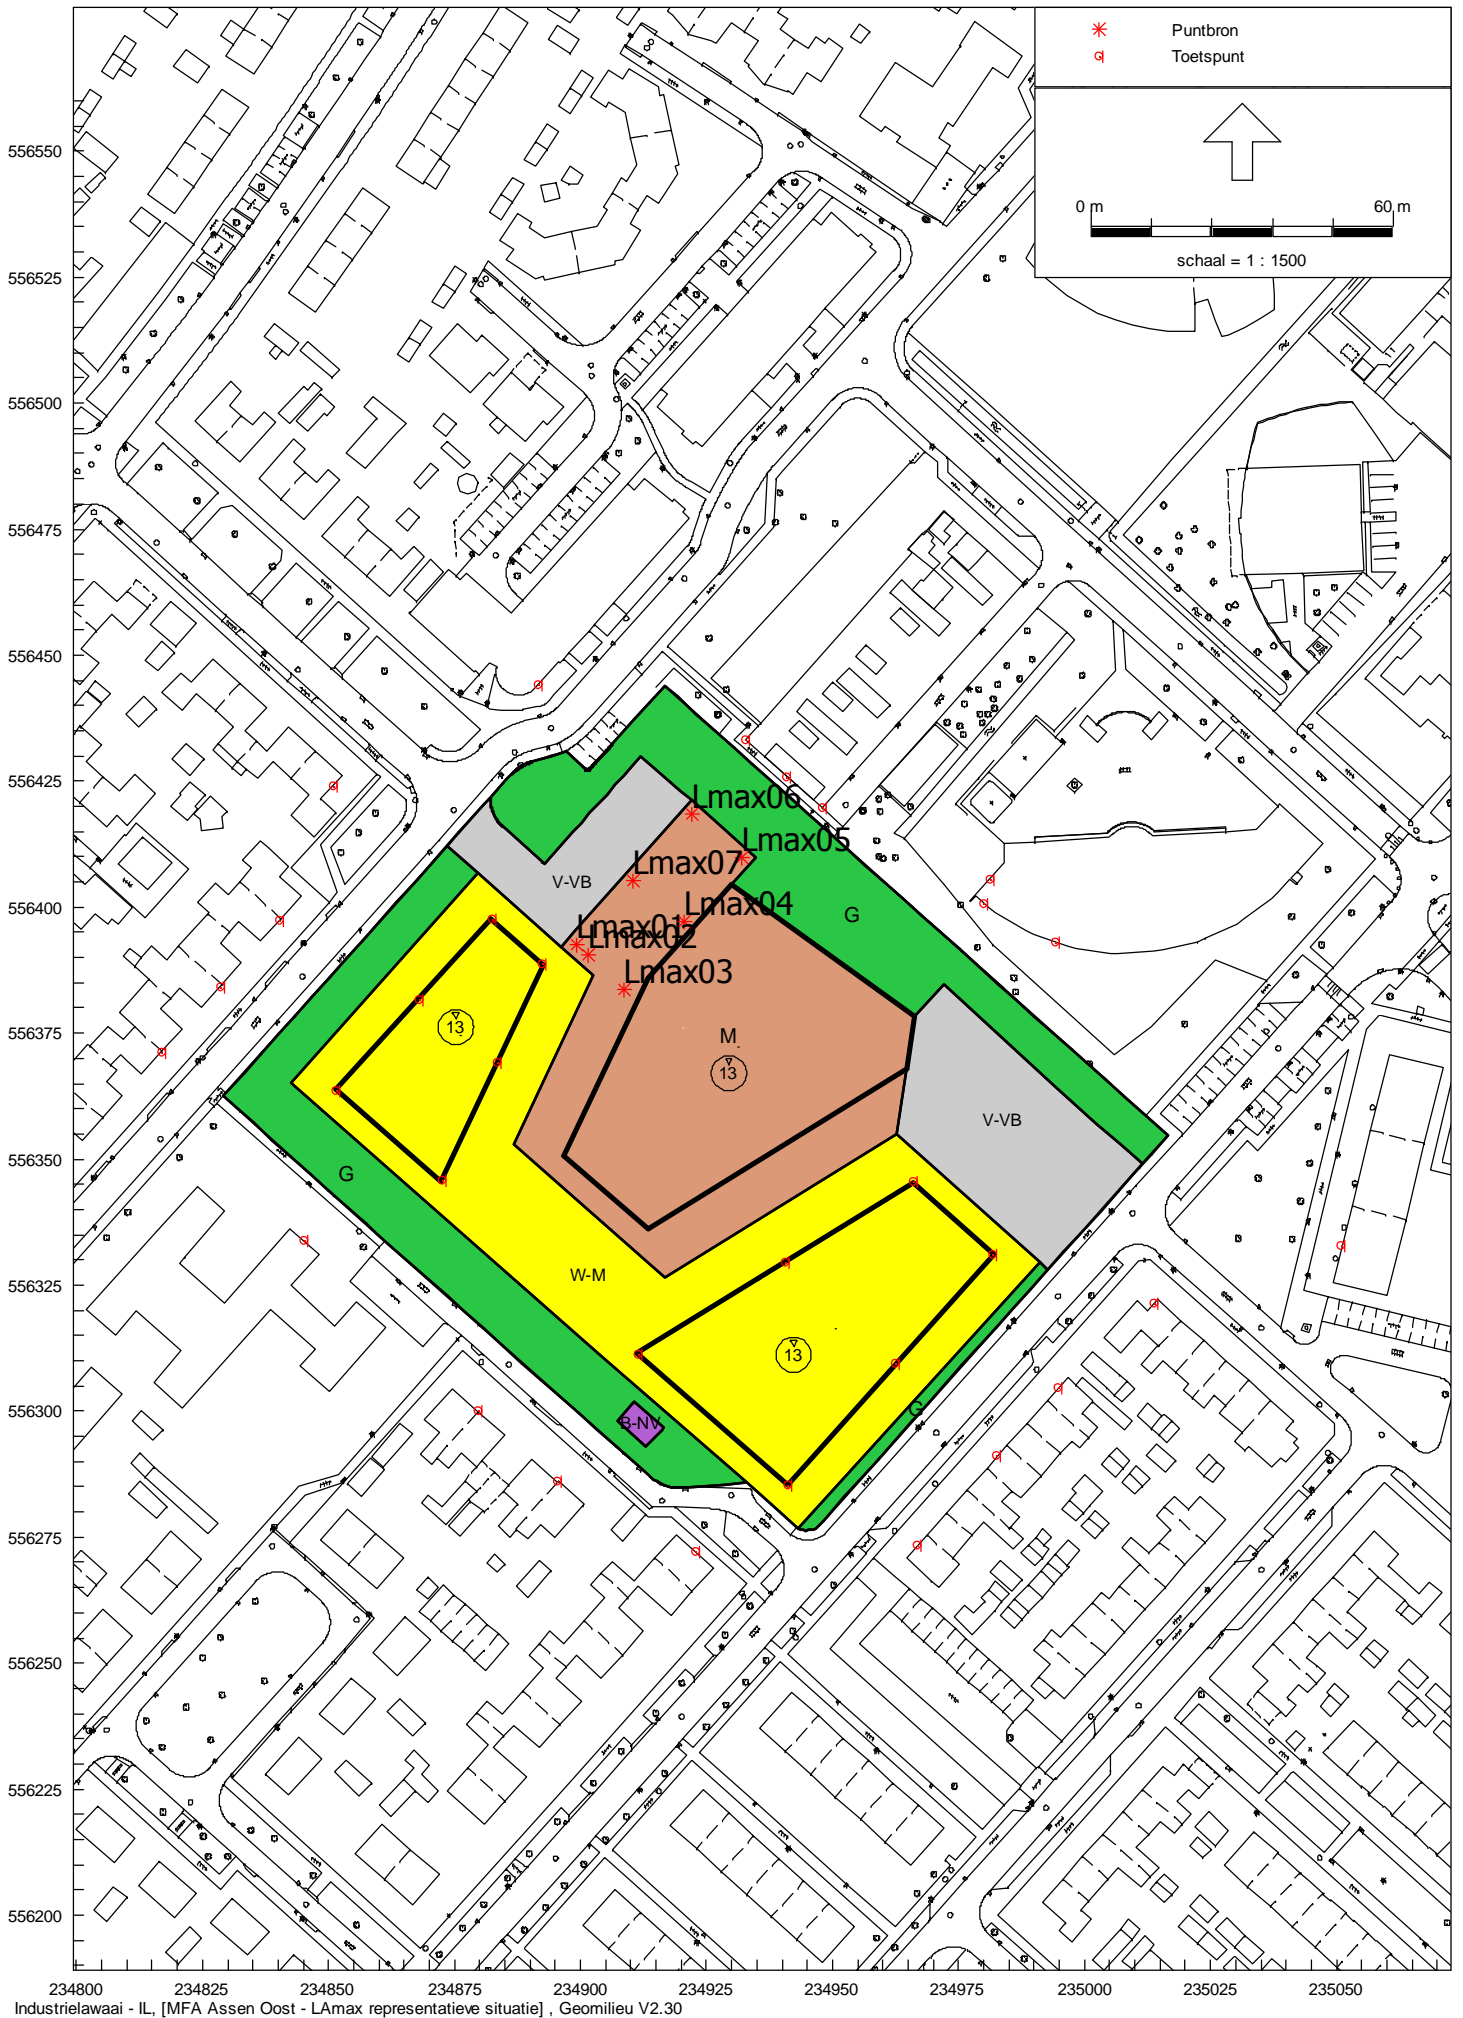 Puntbron
Toetspunt
0 m 60 m
schaal = 1 : 1500
556550
556525
556500
556475
556450
556425
556400
556375
556350
556325
556300
556275
556250
556225
556200
Lmax06
Lmax05
Lmax07
V-VB
Lmax04
G
Lmax01
Lmax02
Lmax03
13
M
13
V-VB
G
W-M
13
G
B-NV
234800 234825 234850 234875 234900 234925 234950 234975 235000 235025 235050
Industrielawaai - IL, [MFA Assen Oost - LAmax representatieve situatie] , Geomilieu V2.30